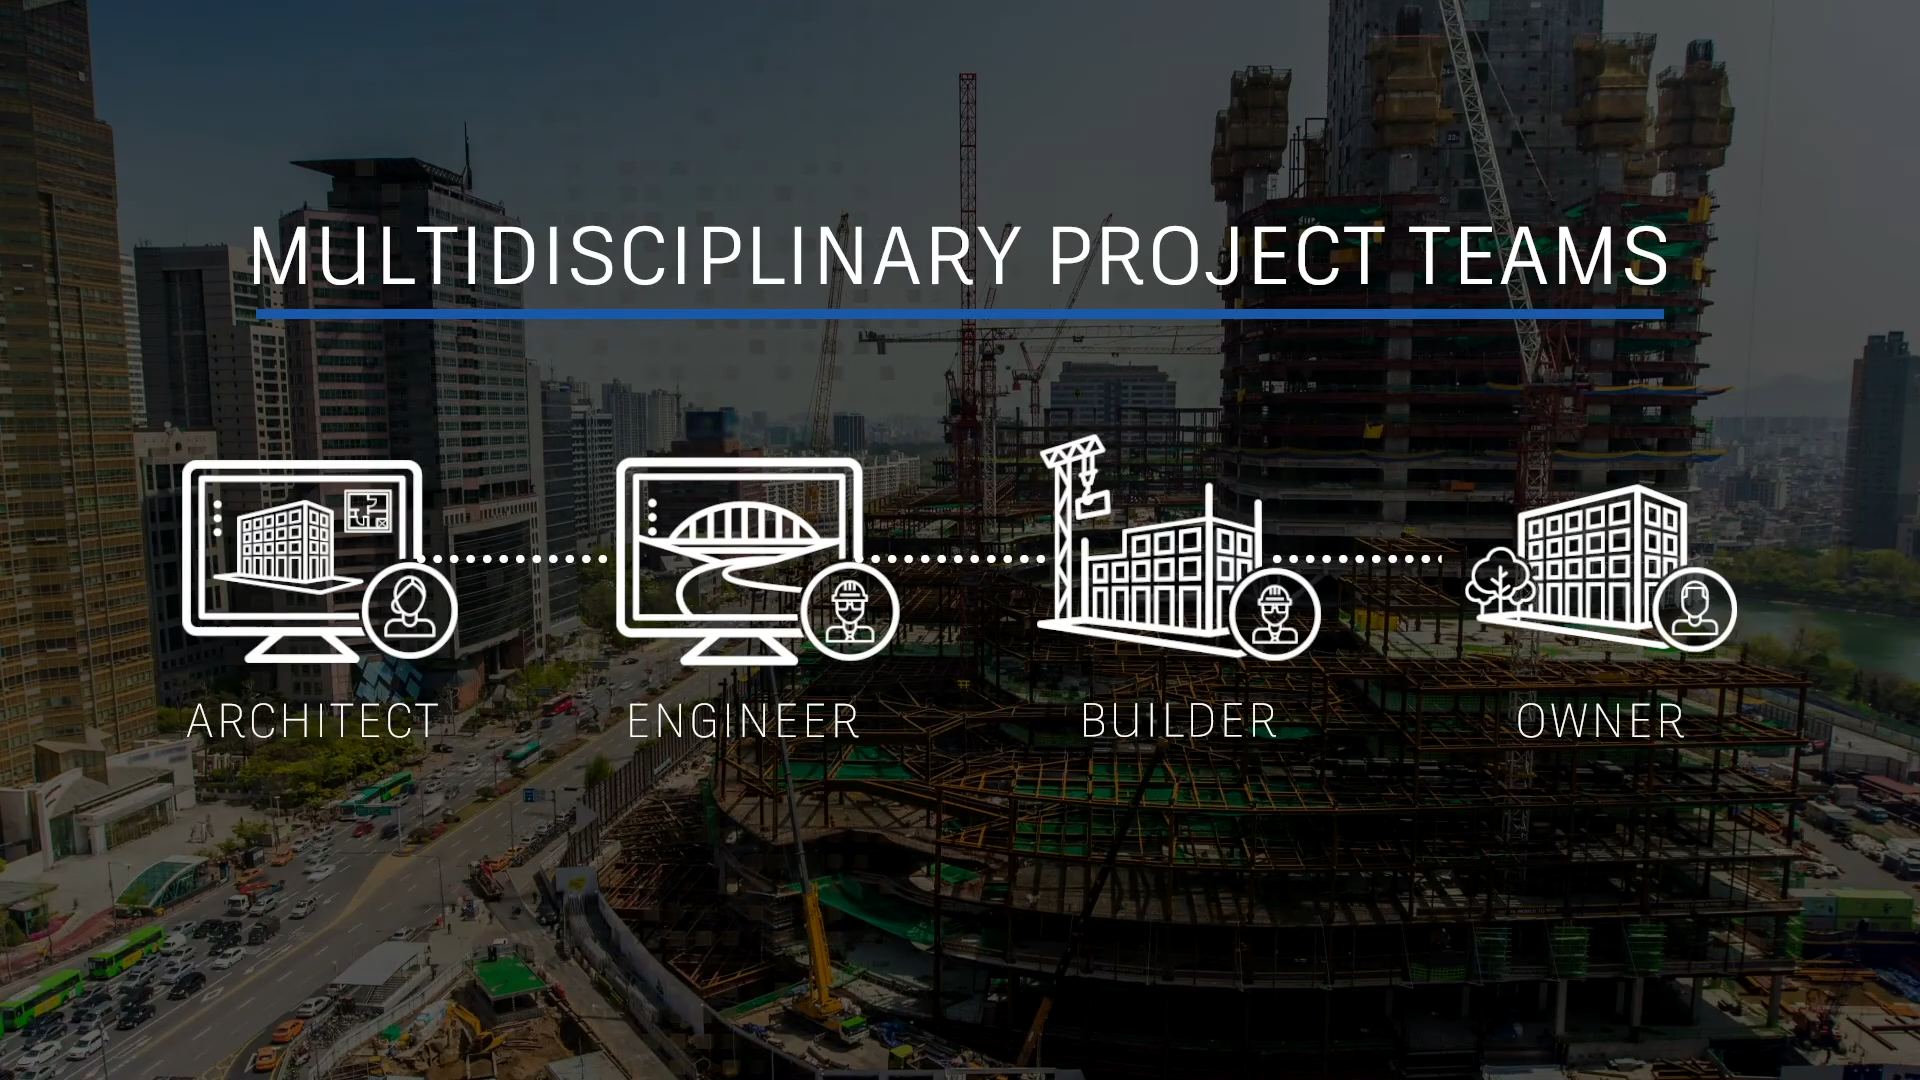 MULTIDISCIPLINARY PROJECT TEAMS
ARCHITECT
ENGINEER
BUILDER
OWNER